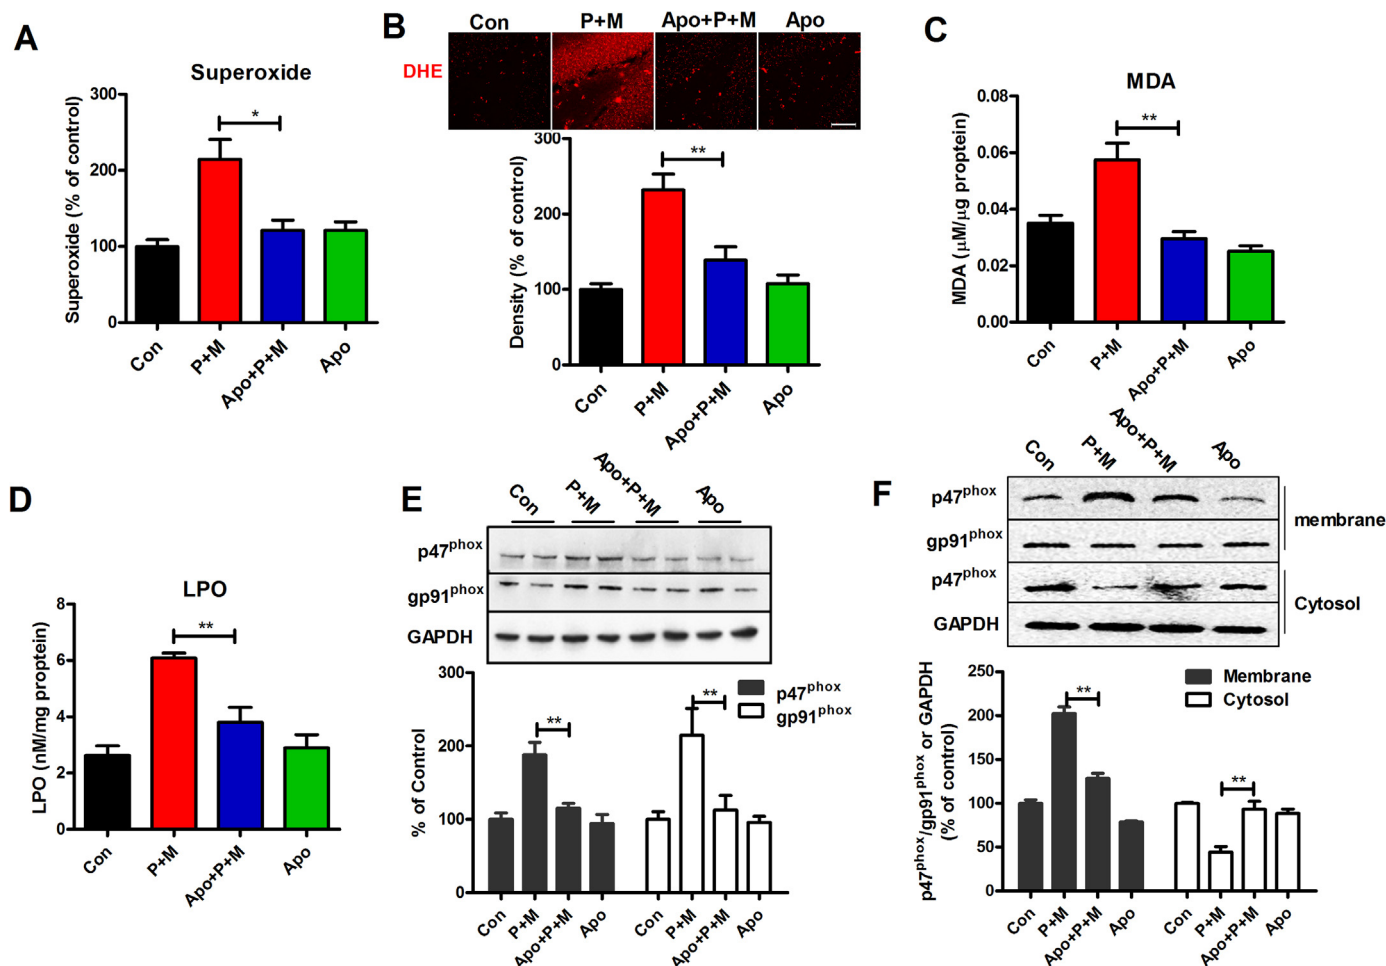 A
Superoxide
Superoxide (% of control)
300
200
100
0
*
Con
P+M
Apo+P+M
Apo
B
Con
P+M
Apo+P+M
Apo
DHE
Density (% of control)
300
200
100
0
**
Con
P+M
Apo+P+M
Apo
C
MDA
MDA (μM/μg proptein)
0.08
0.06
0.04
0.02
0.00
**
Con
P+M
Apo+P+M
Apo
D
LPO
LPO (nM/mg proptein)
8
6
4
2
0
**
Con
P+M
Apo+P+M
Apo
E
Con
P+M
Apo+P+M
Apo
p47phox
gp91phox
GAPDH
% of Control
300
200
100
0
**
**
p47phox
gp91phox
Con
P+M
Apo+P+M
Apo
Con
P+M
Apo+P+M
Apo
F
Con
P+M
Apo+P+M
Apo
p47phox
gp91phox
membrane
p47phox
GAPDH
Cytosol
p47phox/gp91phox or GAPDH
(% of control)
250
200
150
100
50
0
**
**
Membrane
Cytosol
Con
P+M
Apo+P+M
Apo
Con
P+M
Apo+P+M
Apo